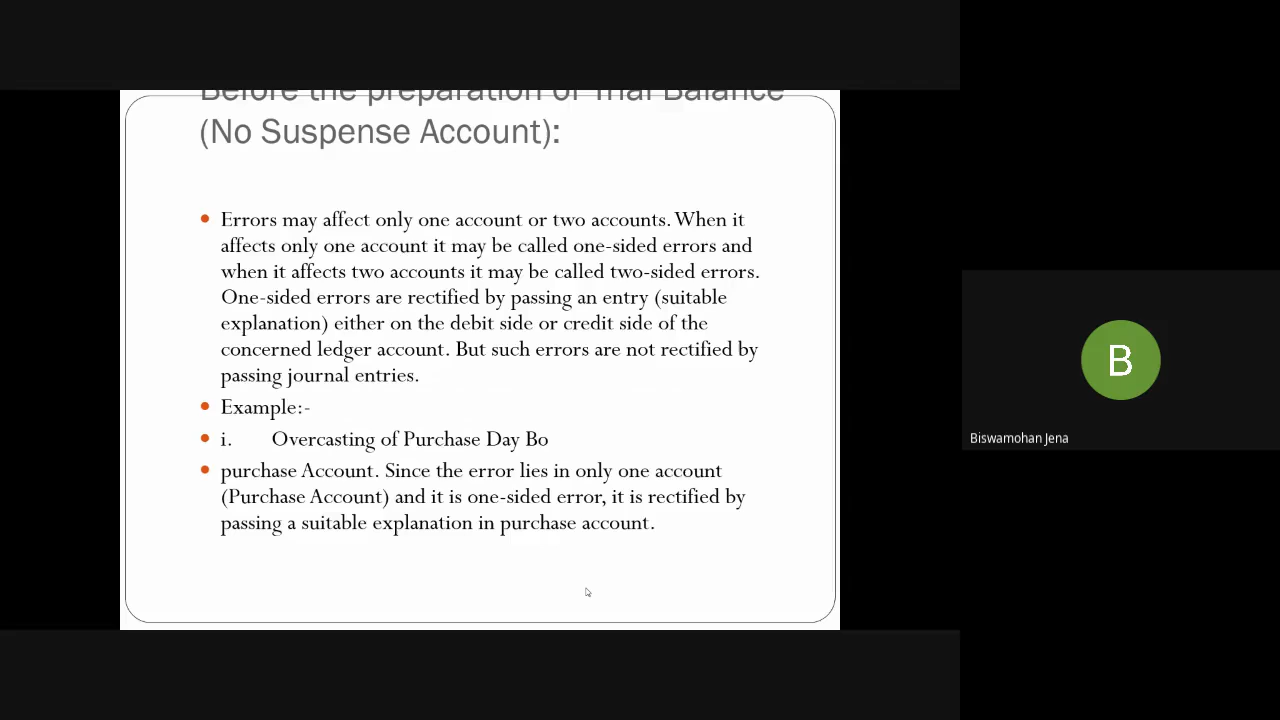 Before the preparation of Trial Balance
(No Suspense Account):
• Errors may affect only one account or two accounts. When it
affects only one account it may be called one-sided errors and
when it affects two accounts it may be called two-sided errors.
One-sided errors are rectified by passing an entry (suitable
explanation) either on the debit side or credit side of the
concerned ledger account. But such errors are not rectified by
passing journal entries.
• Example:-
• i. Overcasting of Purchase Day Bo
• purchase Account. Since the error lies in only one account
(Purchase Account) and it is one-sided error, it is rectified by
passing a suitable explanation in purchase account.
B
Biswamohan Jena